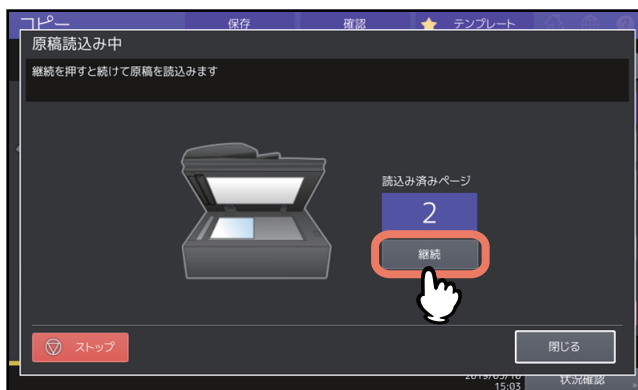 コピー
保存
確認
テンプレート
原稿読込み中
継続を押すと続けて原稿を読込みます
読込み済みページ
2
継続
ストップ
閉じる
15:03
状況確認